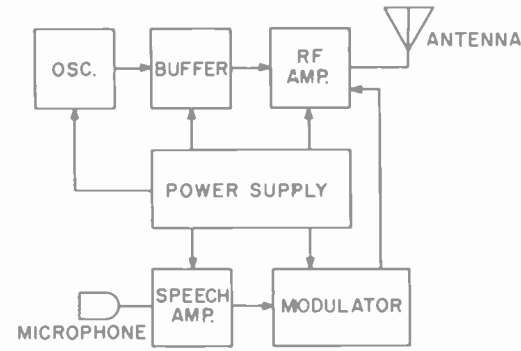 ANTENNA
OSC.
BUFFER
RF
AMP.
POWER SUPPLY
SPEECH
AMP.
MODULATOR
MICROPHONE